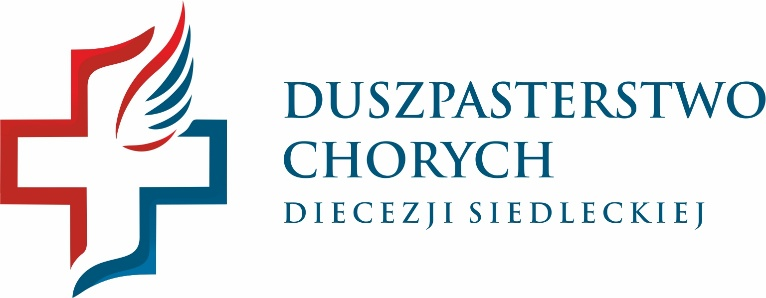 DUSZPASTERSTWO
CHORYCH
DIECEZJI SIEDLECKIEJ